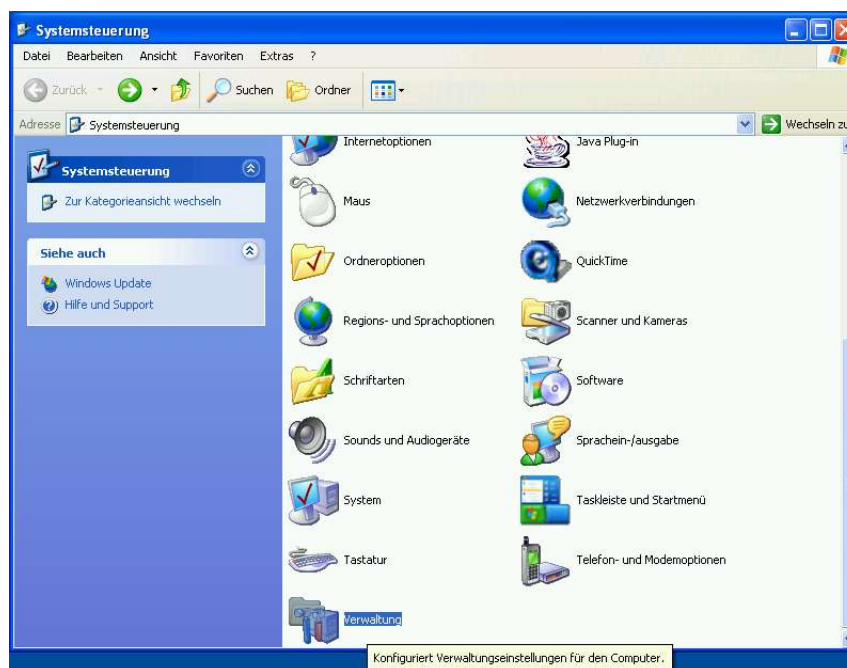 Systemsteuerung
Datei Bearbeiten Ansicht Favoriten Extras ?
Zurück Suchen Ordner
Adresse Systemsteuerung Wechseln zu
Systemsteuerung
Zur Kategorieansicht wechseln
Siehe auch
Windows Update
Hilfe und Support
Internetoptionen Java Plug-in
Maus Netzwerkverbindungen
Ordneroptionen QuickTime
Regions- und Sprachoptionen Scanner und Kameras
Schriftarten Software
Sounds und Audiogeräte Sprachein-/ausgabe
System Taskleiste und Startmenü
Tastatur Telefon- und Modemoptionen
Verwaltung
Konfiguriert Verwaltungseinstellungen für den Computer.